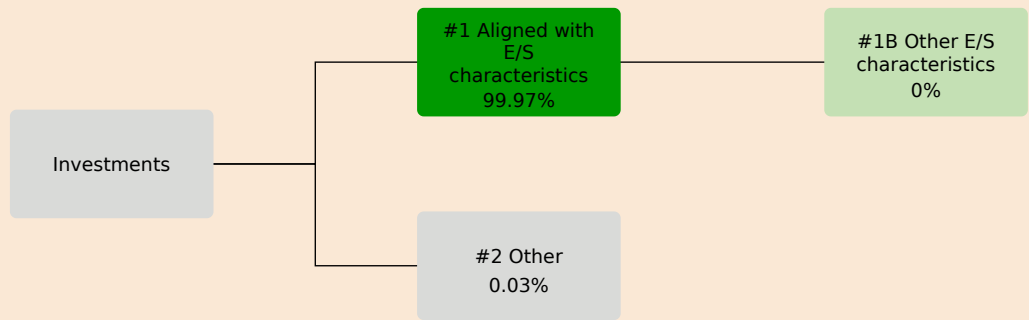 #1 Aligned with
E/S
characteristics
99.97%
#1B Other E/S
characteristics
0%
Investments
#2 Other
0.03%